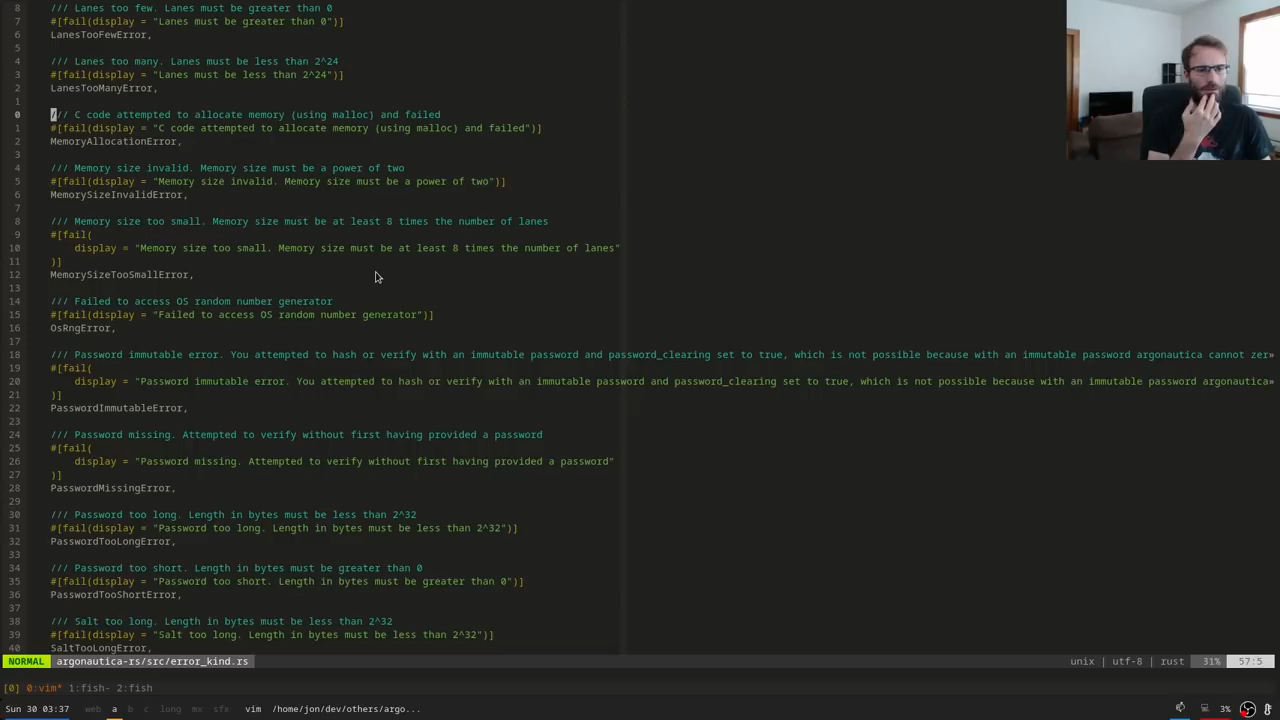 8 /// Lanes too few. Lanes must be greater than 0
7 #[fail(display = "Lanes must be greater than 0")]
6 LanesTooFewError,
5
4 /// Lanes too many. Lanes must be less than 2^24
3 #[fail(display = "Lanes must be less than 2^24")]
2 LanesTooManyError,
1
0 /// C code attempted to allocate memory (using malloc) and failed
1 #[fail(display = "C code attempted to allocate memory (using malloc) and failed")]
2 MemoryAllocationError,
3
4 /// Memory size invalid. Memory size must be a power of two
5 #[fail(display = "Memory size invalid. Memory size must be a power of two")]
6 MemorySizeInvalidError,
7
8 /// Memory size too small. Memory size must be at least 8 times the number of lanes
9 #[fail(
10 display = "Memory size too small. Memory size must be at least 8 times the number of lanes"
11 )]
12 MemorySizeTooSmallError,
13
14 /// Failed to access OS random number generator
15 #[fail(display = "Failed to access OS random number generator")]
16 OsRngError,
17
18 /// Password immutable error. You attempted to hash or verify with an immutable password and password_clearing set to true, which is not possible because with an immutable password argonautica cannot zer»
19 #[fail(
20 display = "Password immutable error. You attempted to hash or verify with an immutable password and password_clearing set to true, which is not possible because with an immutable password argonautica»
21 )]
22 PasswordImmutableError,
23
24 /// Password missing. Attempted to verify without first having provided a password
25 #[fail(
26 display = "Password missing. Attempted to verify without first having provided a password"
27 )]
28 PasswordMissingError,
29
30 /// Password too long. Length in bytes must be less than 2^32
31 #[fail(display = "Password too long. Length in bytes must be less than 2^32")]
32 PasswordTooLongError,
33
34 /// Password too short. Length in bytes must be greater than 0
35 #[fail(display = "Password too short. Length in bytes must be greater than 0")]
36 PasswordTooShortError,
37
38 /// Salt too long. Length in bytes must be less than 2^32
39 #[fail(display = "Salt too long. Length in bytes must be less than 2^32")]
40 SaltTooLongError,
NORMAL argonautica-rs/src/error_kind.rs unix | utf-8 | rust 31% 57:5
[0] 0:vim* 1:fish- 2:fish
Sun 30 03:37 web a b c long mx sfx vim /home/jon/dev/others/argo... 3%